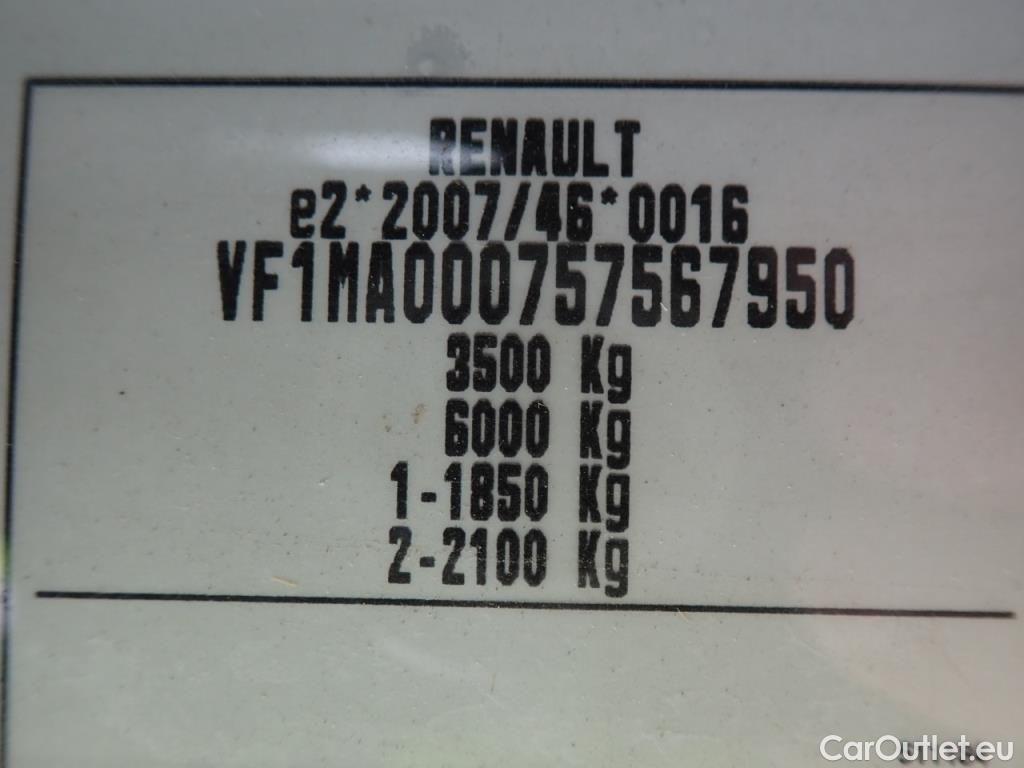 RENAULT
e2*2007/46*0016
VF1MA000757567950
3500 Kg
6000 Kg
1-1850 Kg
2-2100 Kg
CarOutlet.eu